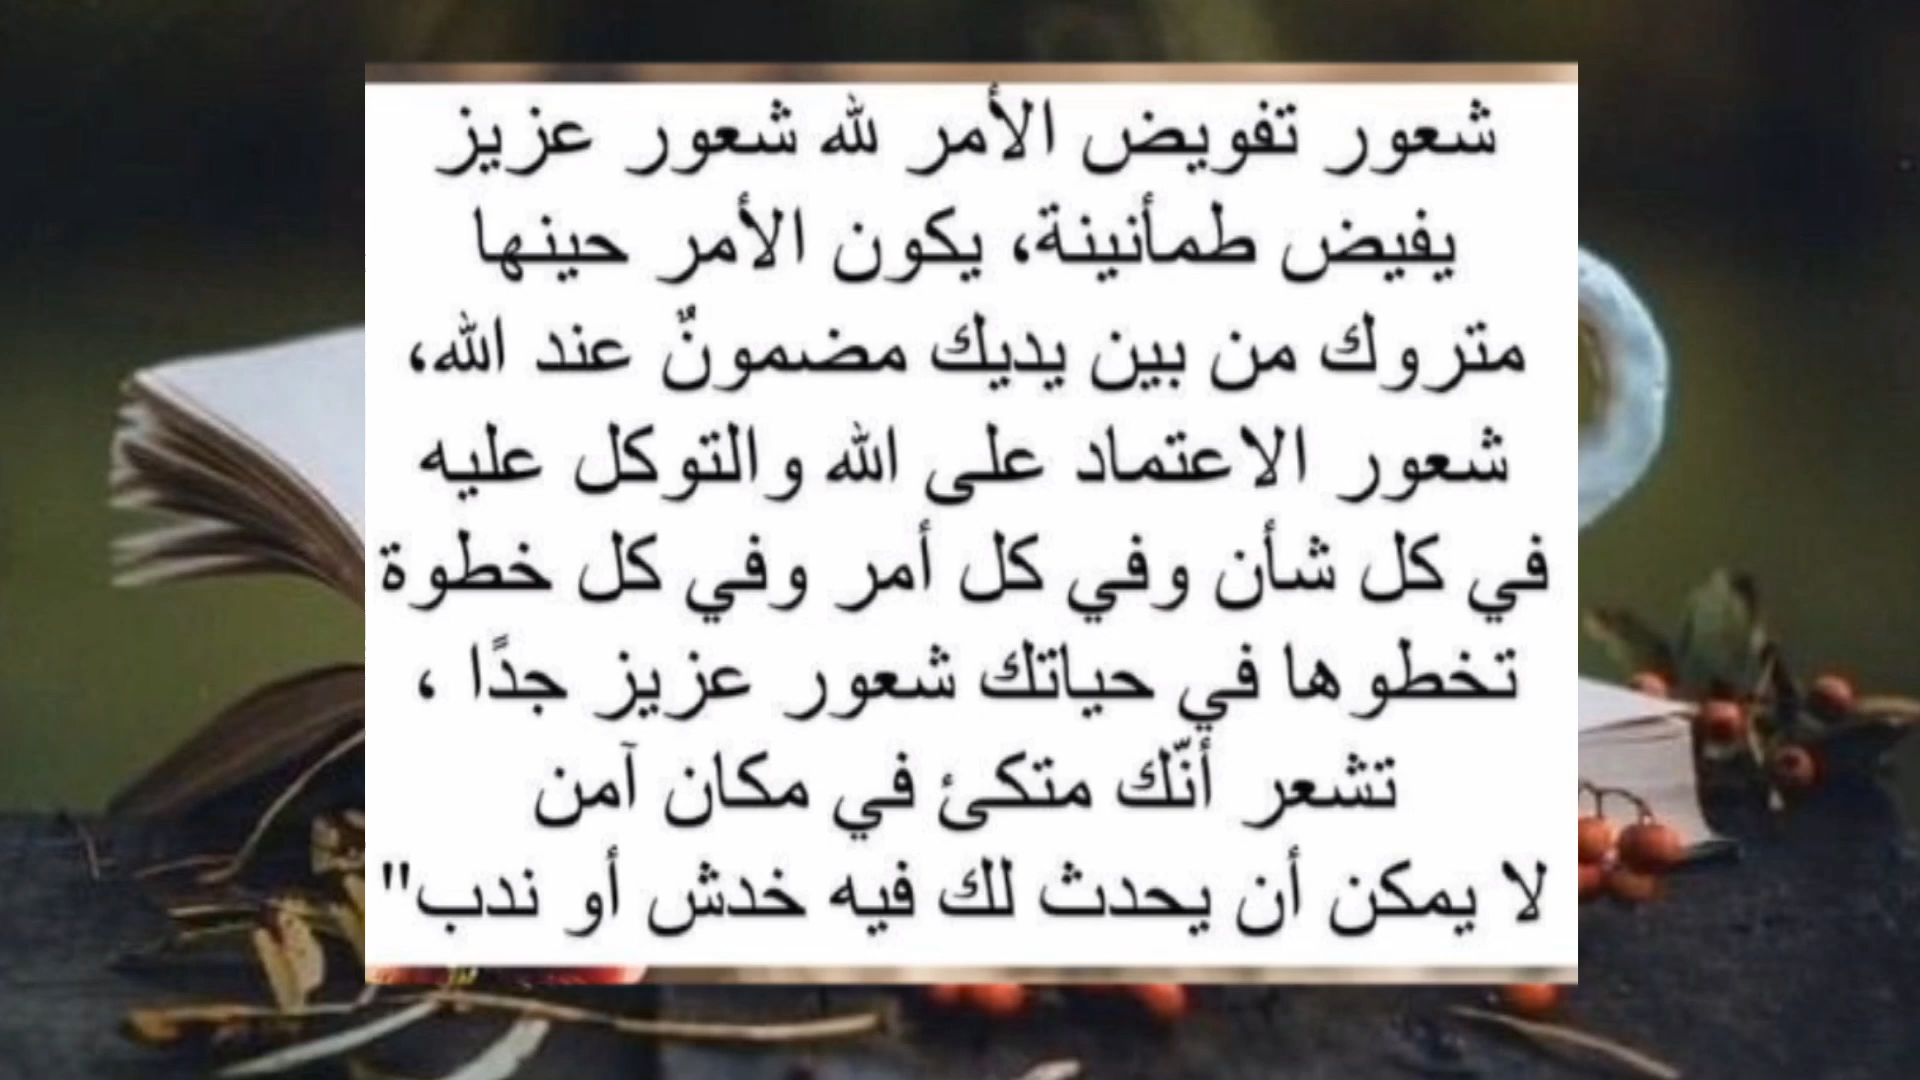 شعور تفويض الأمر لله شعور عزيز
يفيض طمأنينة، يكون الأمر حينها
متروك من بين يديك مضمونٌ عند الله،
شعور الاعتماد على الله والتوكل عليه
في كل شأن وفي كل أمر وفي كل خطوة
تخطوها في حياتك شعور عزيز جدًا ،
تشعر أنّك متكئ في مكان آمن
لا يمكن أن يحدث لك فيه خدش أو ندب"